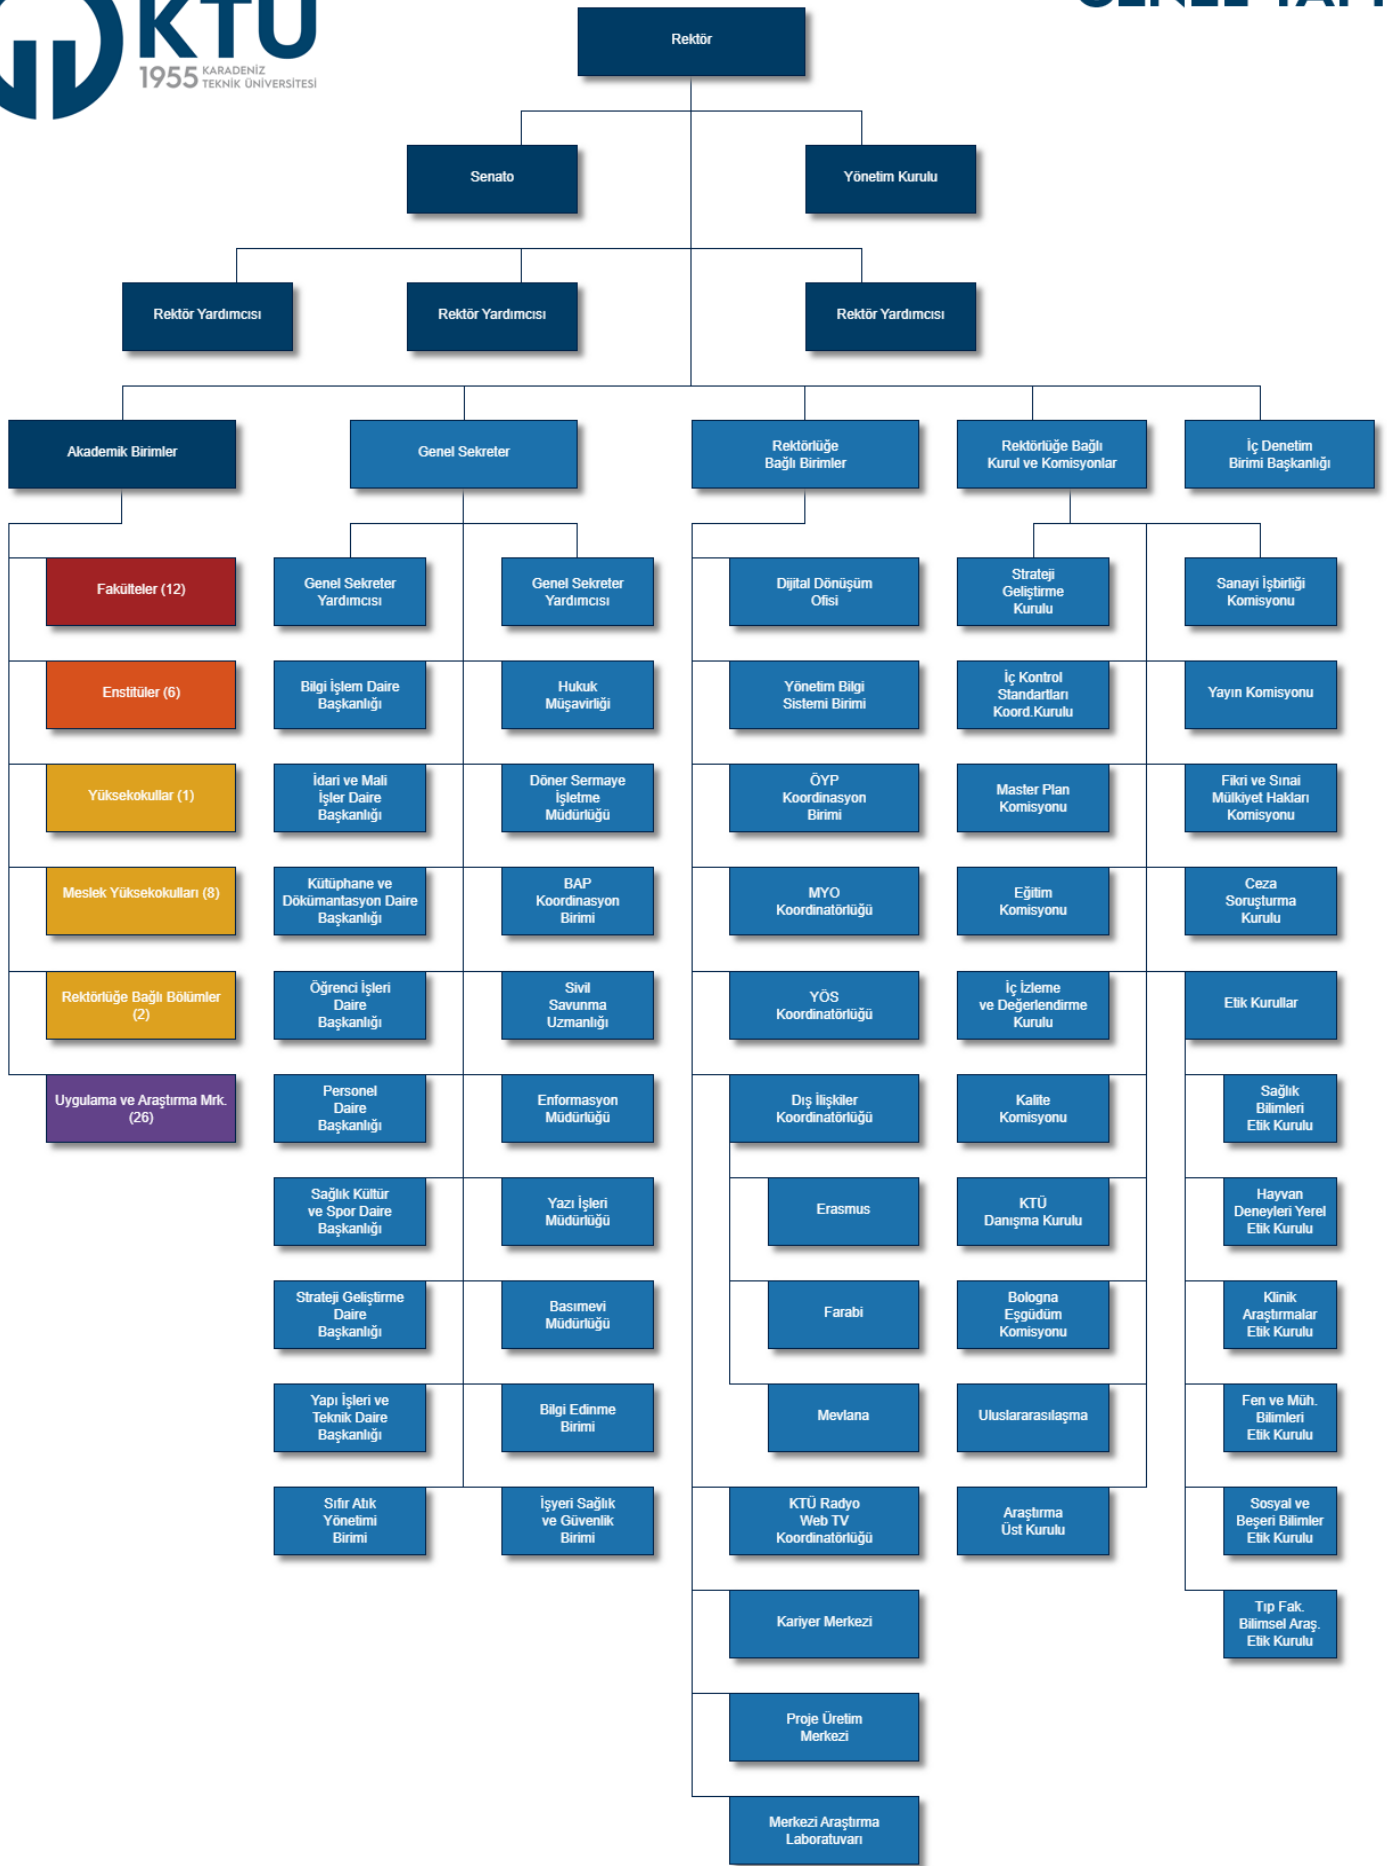 KTÜ
1955 KARADENİZ
TEKNİK ÜNİVERSİTESİ
Rektör
Senato
Yönetim Kurulu
Rektör Yardımcısı
Rektör Yardımcısı
Rektör Yardımcısı
Akademik Birimler
Genel Sekreter
Rektörlüğe
Bağlı Birimler
Rektörlüğe Bağlı
Kurul ve Komisyonlar
İç Denetim
Birimi Başkanlığı
Fakülteler (12)
Enstitüler (6)
Yüksekokullar (1)
Meslek Yüksekokulları (8)
Rektörlüğe Bağlı Bölümler
(2)
Uygulama ve Araştırma Mrk.
(26)
Genel Sekreter
Yardımcısı
Bilgi İşlem Daire
Başkanlığı
İdari ve Mali
İşler Daire
Başkanlığı
Kütüphane ve
Dökümantasyon Daire
Başkanlığı
Öğrenci İşleri
Daire
Başkanlığı
Personel
Daire
Başkanlığı
Sağlık Kültür
ve Spor Daire
Başkanlığı
Strateji Geliştirme
Daire
Başkanlığı
Yapı İşleri ve
Teknik Daire
Başkanlığı
Sıfır Atık
Yönetimi
Birimi
Genel Sekreter
Yardımcısı
Hukuk
Müşavirliği
Döner Sermaye
İşletme
Müdürlüğü
BAP
Koordinasyon
Birimi
Sivil
Savunma
Uzmanlığı
Enformasyon
Müdürlüğü
Yazı İşleri
Müdürlüğü
Basımevi
Müdürlüğü
Bilgi Edinme
Birimi
İşyeri Sağlık
ve Güvenlik
Birimi
Dijital Dönüşüm
Ofisi
Yönetim Bilgi
Sistemi Birimi
ÖYP
Koordinasyon
Birimi
MYO
Koordinatörlüğü
YÖS
Koordinatörlüğü
Dış İlişkiler
Koordinatörlüğü
Erasmus
Farabi
Mevlana
KTÜ Radyo
Web TV
Koordinatörlüğü
Kariyer Merkezi
Proje Üretim
Merkezi
Merkezi Araştırma
Laboratuvarı
Strateji
Geliştirme
Kurulu
İç Kontrol
Standartları
Koord.Kurulu
Master Plan
Komisyonu
Eğitim
Komisyonu
İç İzleme
ve Değerlendirme
Kurulu
Kalite
Komisyonu
KTÜ
Danışma Kurulu
Bologna
Eşgüdüm
Komisyonu
Uluslararasılaşma
Araştırma
Üst Kurulu
Sanayi İşbirliği
Komisyonu
Yayın Komisyonu
Fikri ve Sınai
Mülkiyet Hakları
Komisyonu
Ceza
Soruşturma
Kurulu
Etik Kurullar
Sağlık
Bilimleri
Etik Kurulu
Hayvan
Deneyleri Yerel
Etik Kurulu
Klinik
Araştırmalar
Etik Kurulu
Fen ve Müh.
Bilimleri
Etik Kurulu
Sosyal ve
Beşeri Bilimler
Etik Kurulu
Tıp Fak.
Bilimsel Araş.
Etik Kurulu